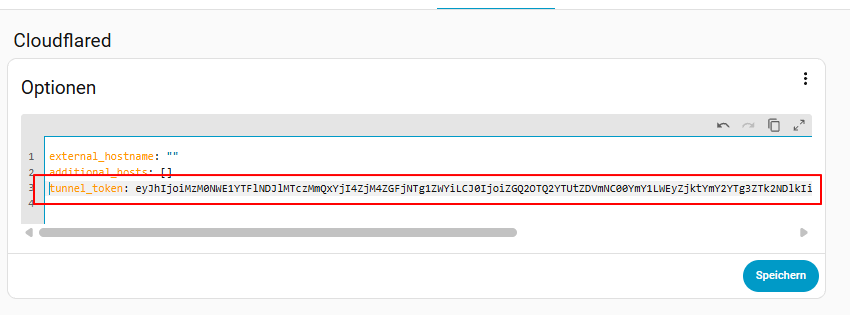 Cloudflared
Optionen
1 external_hostname: ""
2 additional_hosts: []
3 tunnel_token: eyJhIjoiMzM0NWE1YTFlNDJlMTczMmQxYjI4ZjM4ZGFjNTg1ZWYiLCJ0IjoiZGQ2OTQ2YTUtZDVmNC00YmY1LWEyZjktYmY2YTg3ZTk2NDlkIi
4
Speichern